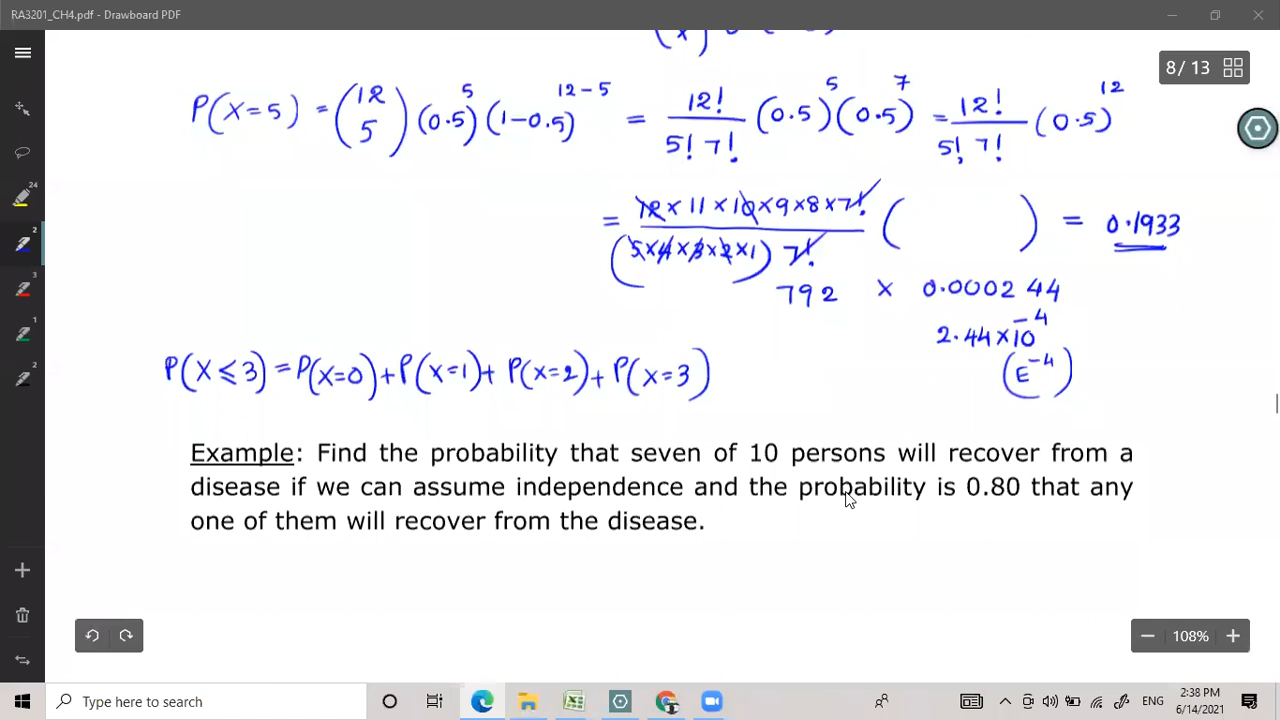 RA3201_CH4.pdf - Drawboard PDF
8 / 13
P(X=5) = (12 5) (0.5)^5 (1-0.5)^12-5 = 12! / 5! 7! (0.5)^5 (0.5)^7 = 12! / 5! 7! (0.5)^12
= 12 × 11 × 10 × 9 × 8 × 7! / (5×4×3×2×1) 7! ( ) = 0.1933
792 × 0.000244
2.44×10^-4
P(X⩽3) = P(X=0) + P(X=1) + P(X=2) + P(X=3)
(E^-4)
Example: Find the probability that seven of 10 persons will recover from a
disease if we can assume independence and the probability is 0.80 that any
one of them will recover from the disease.
24
2
3
1
2
108%
Type here to search
ENG
2:38 PM
6/14/2021